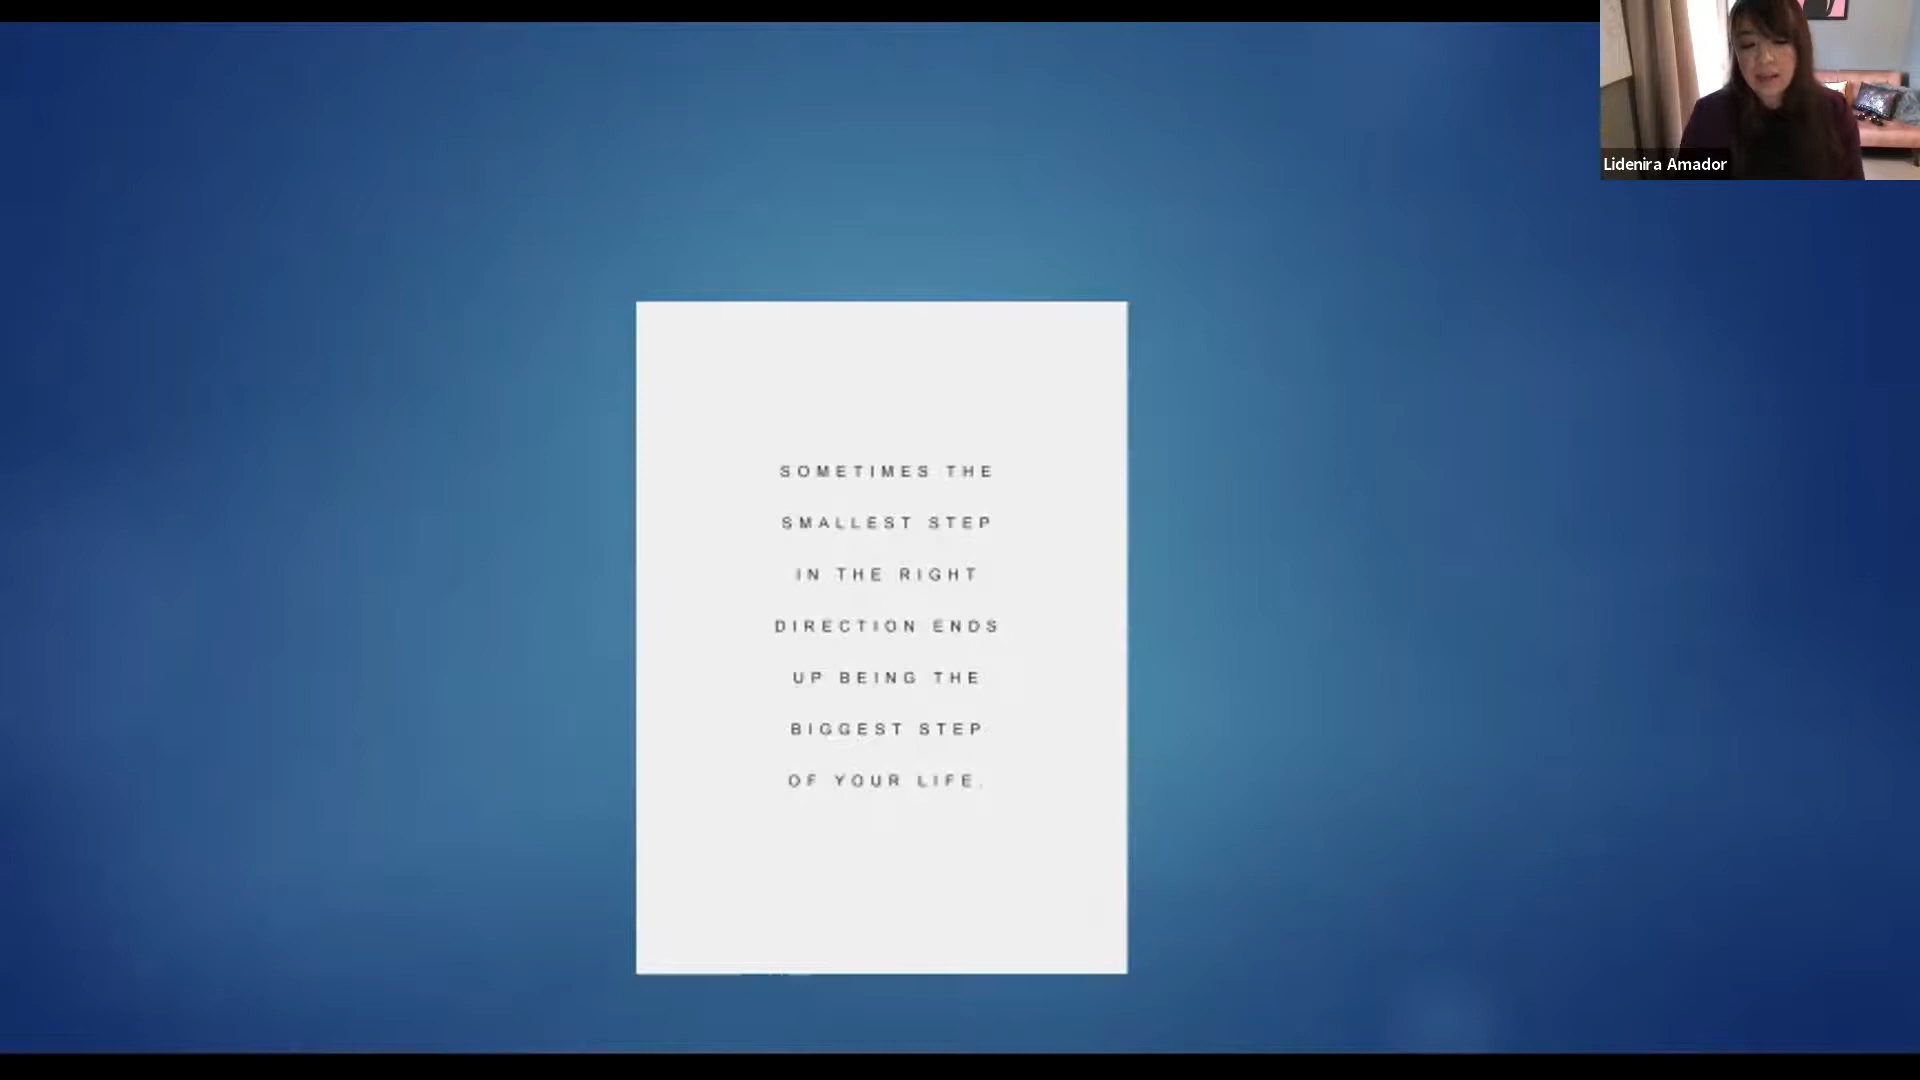 Lidenira Amador
SOMETIMES THE
SMALLEST STEP
IN THE RIGHT
DIRECTION ENDS
UP BEING THE
BIGGEST STEP
OF YOUR LIFE.